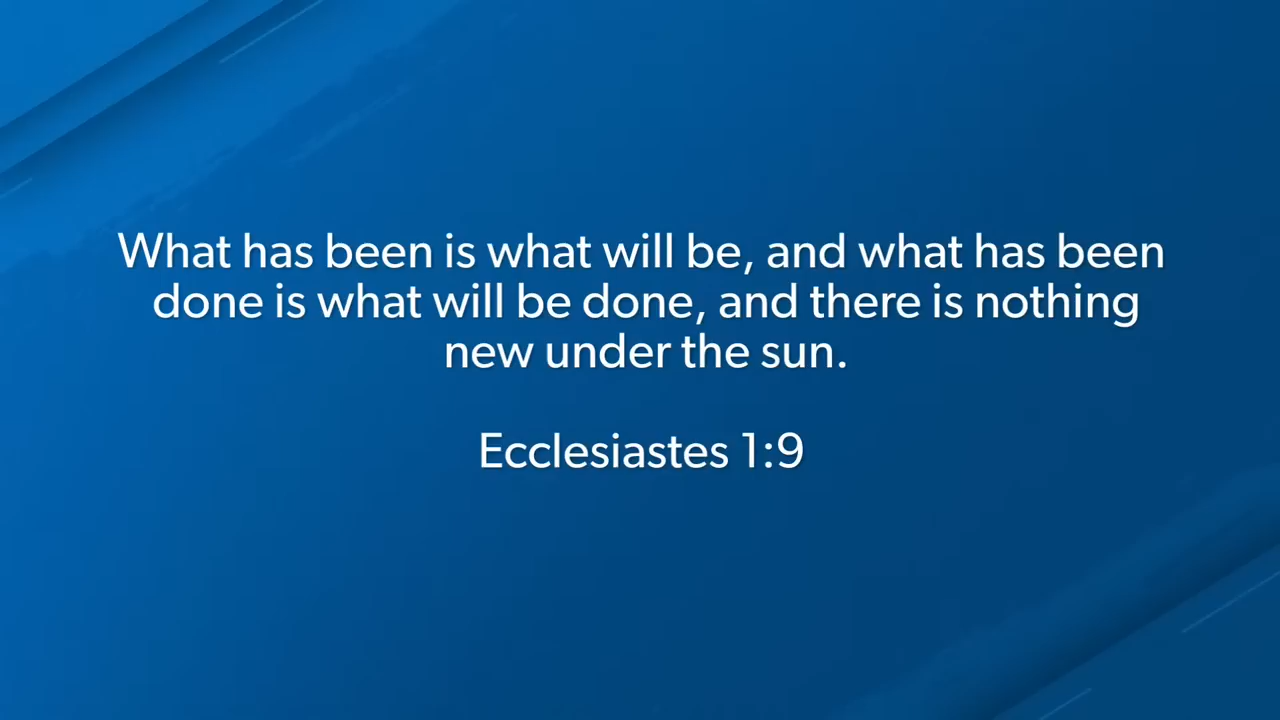 What has been is what will be, and what has been
done is what will be done, and there is nothing
new under the sun.
Ecclesiastes 1:9